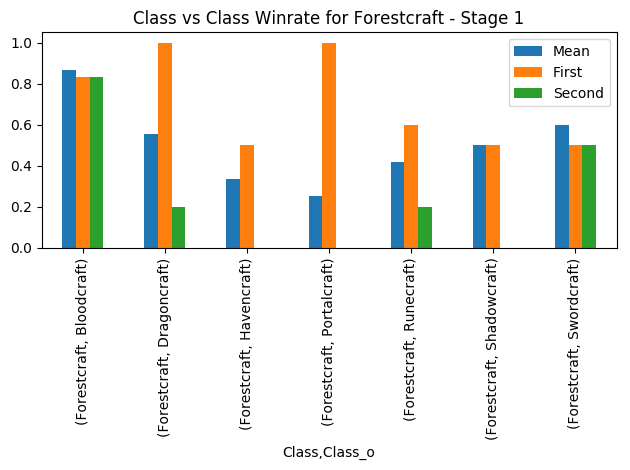 Class vs Class Winrate for Forestcraft - Stage 1
1.0
0.8
0.6
0.4
0.2
0.0
Mean
First
Second
(Forestcraft, Bloodcraft)
(Forestcraft, Dragoncraft)
(Forestcraft, Havencraft)
(Forestcraft, Portalcraft)
(Forestcraft, Runecraft)
(Forestcraft, Shadowcraft)
(Forestcraft, Swordcraft)
Class,Class_o